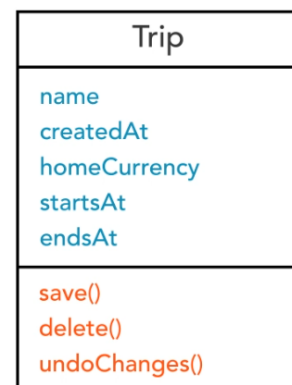 Trip
name
createdAt
homeCurrency
startsAt
endsAt
save()
delete()
undoChanges()